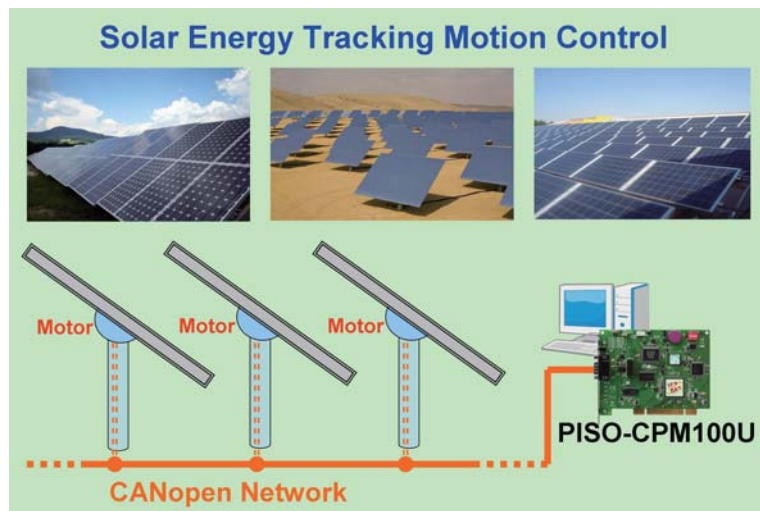 Solar Energy Tracking Motion Control
Motor
Motor
Motor
PISO-CPM100U
CANopen Network